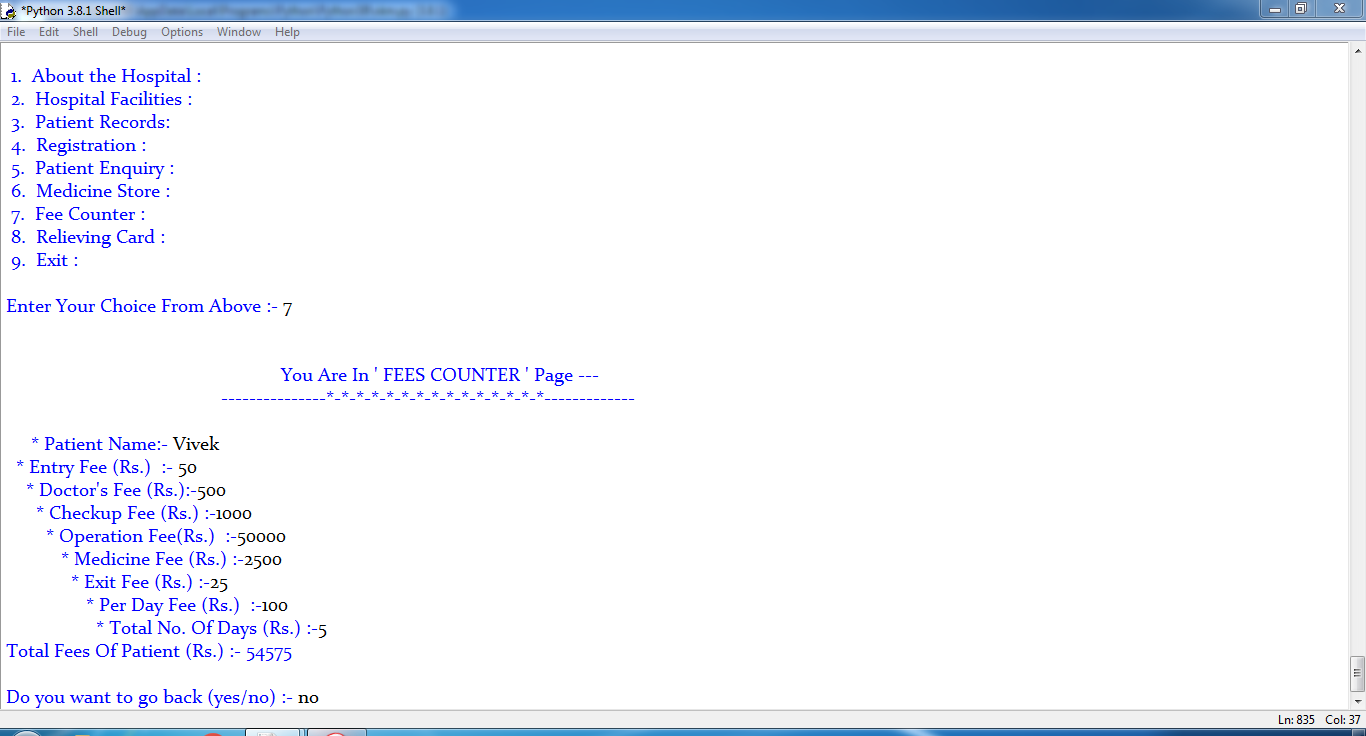 *Python 3.8.1 Shell*
File Edit Shell Debug Options Window Help
1. About the Hospital :
2. Hospital Facilities :
3. Patient Records:
4. Registration :
5. Patient Enquiry :
6. Medicine Store :
7. Fee Counter :
8. Relieving Card :
9. Exit :
Enter Your Choice From Above :- 7
You Are In ' FEES COUNTER ' Page ---
---------------*-*-*-*-*-*-*-*-*-*-*-*-*-*-*-------------
* Patient Name:- Vivek
* Entry Fee (Rs.) :- 50
* Doctor's Fee (Rs.):-500
* Checkup Fee (Rs.) :-1000
* Operation Fee(Rs.) :-50000
* Medicine Fee (Rs.) :-2500
* Exit Fee (Rs.) :-25
* Per Day Fee (Rs.) :-100
* Total No. Of Days (Rs.) :-5
Total Fees Of Patient (Rs.) :- 54575
Do you want to go back (yes/no) :- no
Ln: 835 Col: 37